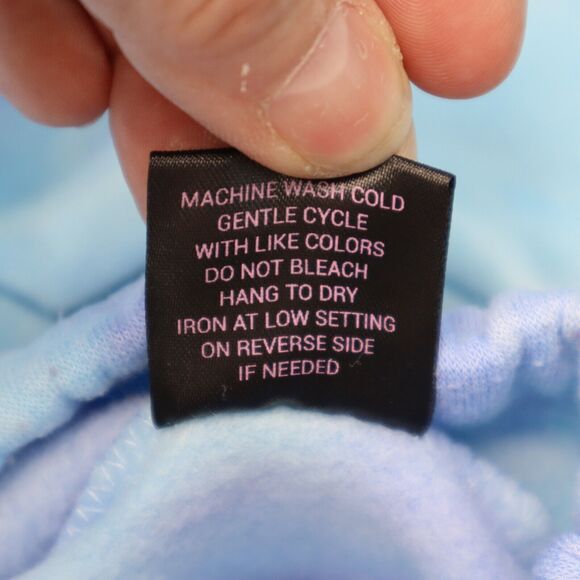 MACHINE WASH COLD
GENTLE CYCLE
WITH LIKE COLORS
DO NOT BLEACH
HANG TO DRY
IRON AT LOW SETTING
ON REVERSE SIDE
IF NEEDED